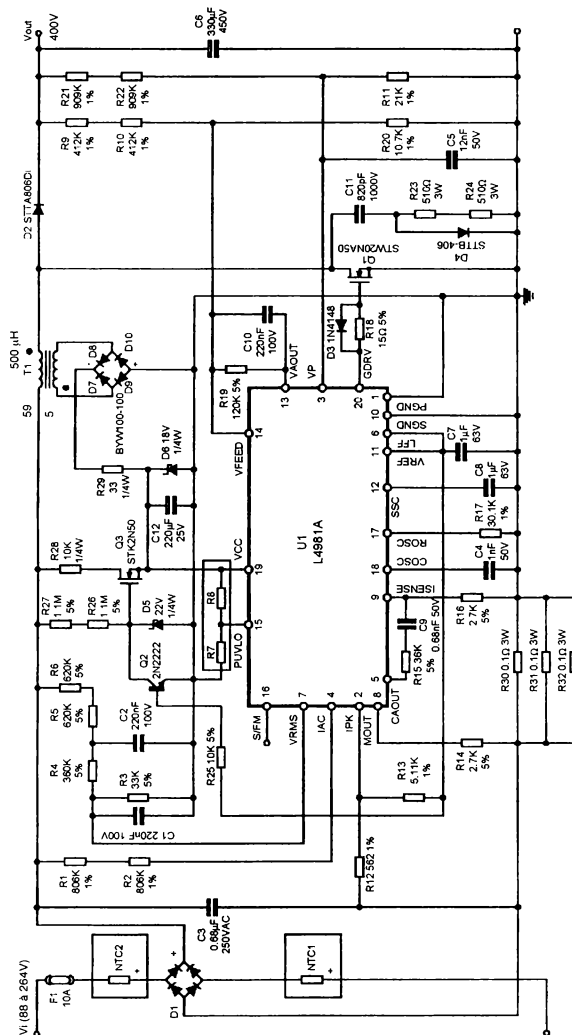 Vout
400V
C6
330µF
450V
R21
909K
1%
R22
909K
1%
R11
21K
1%
R9
412K
1%
R10
412K
1%
R20
10.7K
1%
C5
12nF
50V
D2 STTA806DI
C11
820pF
1000V
R23
510Ω
3W
R24
510Ω
3W
D4
STTB-406
STW20NA50
Q1
D3 1N4148
R18
15Ω 5%
500 µH
T1
59
5
D8
D10
D7
D9
BYW100-100
C10
220nF
100V
R19
120K 5%
VAOUT
13
VP
3
GDRV
20
D6 18V
1/4W
R29
33
1/4W
C12
220µF
25V
VFEED
14
1
PGND
10
SGND
6
LFF
11
VREF
C7
1µF
63V
U1
L4981A
12
SSC
C8
1µF
63V
R28
10K
1/4W
Q3
STK2N50
VCC
19
17
ROSC
R17
30.1K
1%
18
COSC
C4
1nF
50V
R27
1.1M
5%
R26
1.1M
5%
D5
22V
1/4W
R8
R7
15
PUVLO
9
ISENSE
R16
2.7K
5%
C9
0.68nF 50V
R15 36K
5%
5
CAOUT
Q2
2N2222
R6
620K
5%
R5
620K
5%
R4
360K
5%
C2
220nF
100V
R3
33K
5%
C1 220nF 100V
R25 10K 5%
16
S/FM
7
VRMS
4
IAC
2
IPK
8
MOUT
R14
2.7K
5%
R13
5.11K
1%
R30 0.1Ω 3W
R31 0.1Ω 3W
R32 0.1Ω 3W
R1
806K
1%
R2
806K
1%
R12 562 1%
C3
0.68µF
250VAC
Vi (88 à 264V)
F1
10A
NTC2
D1
NTC1